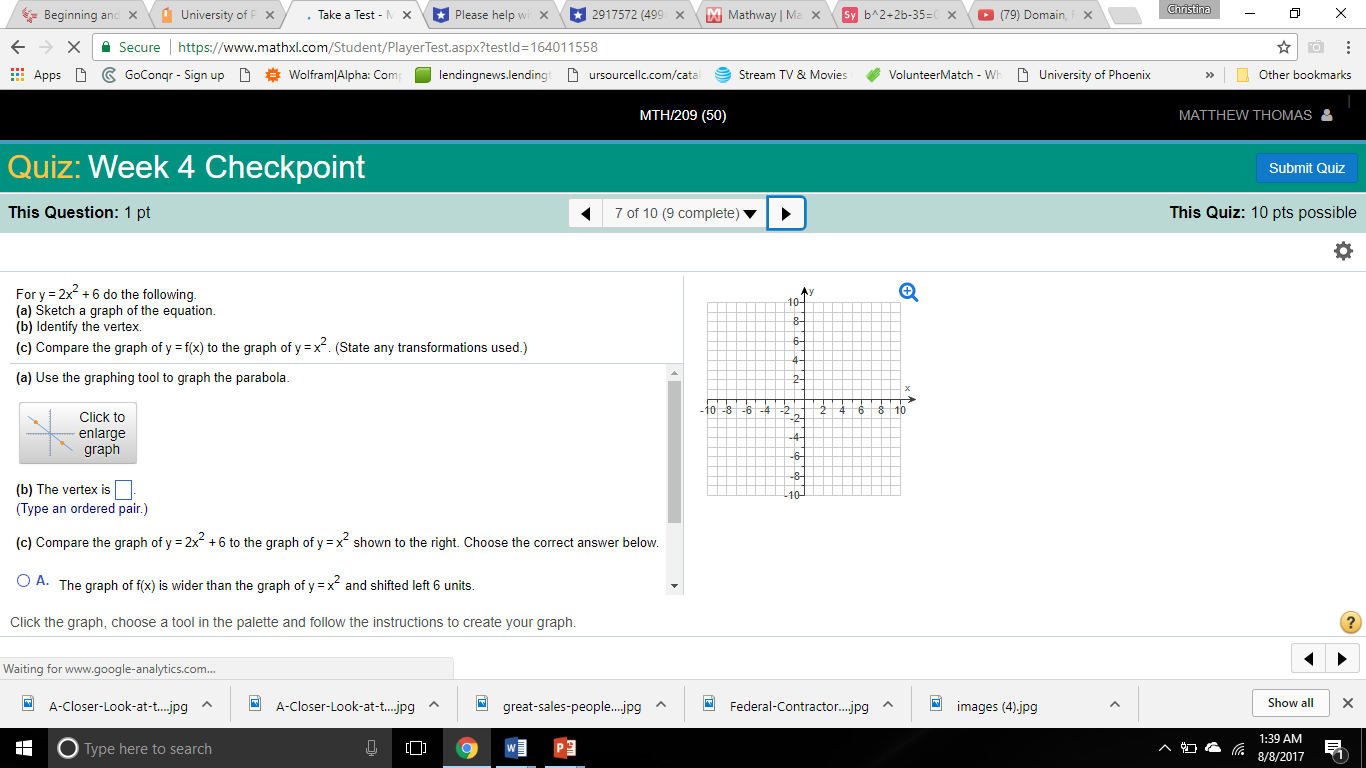 Beginning and
University of P
Take a Test - M
Please help wi
2917572 (499
Mathway | Ma
Sy b^2+2b-35=0
(79) Domain,
Christina
Secure https://www.mathxl.com/Student/PlayerTest.aspx?testId=164011558
Apps
GoConqr - Sign up
Wolfram|Alpha: Com
lendingnews.lending
ursourcellc.com/cata
Stream TV & Movies
VolunteerMatch - Wh
University of Phoenix
»
Other bookmarks
MTH/209 (50)
MATTHEW THOMAS
Quiz: Week 4 Checkpoint
Submit Quiz
This Question: 1 pt
7 of 10 (9 complete)
This Quiz: 10 pts possible
For y = 2x² + 6 do the following.
(a) Sketch a graph of the equation.
(b) Identify the vertex.
(c) Compare the graph of y = f(x) to the graph of y = x². (State any transformations used.)
(a) Use the graphing tool to graph the parabola.
Click to
enlarge
graph
(b) The vertex is .
(Type an ordered pair.)
(c) Compare the graph of y = 2x² + 6 to the graph of y = x² shown to the right. Choose the correct answer below.
A. The graph of f(x) is wider than the graph of y = x² and shifted left 6 units.
y
10
8
6
4
2
x
-10 -8 -6 -4 -2 2 4 6 8 10
-2
-4
-6
-8
-10
Click the graph, choose a tool in the palette and follow the instructions to create your graph.
?
Waiting for www.google-analytics.com...
A-Closer-Look-at-t....jpg
A-Closer-Look-at-t....jpg
great-sales-people....jpg
Federal-Contractor....jpg
images (4).jpg
Show all
Type here to search
1:39 AM
8/8/2017
1